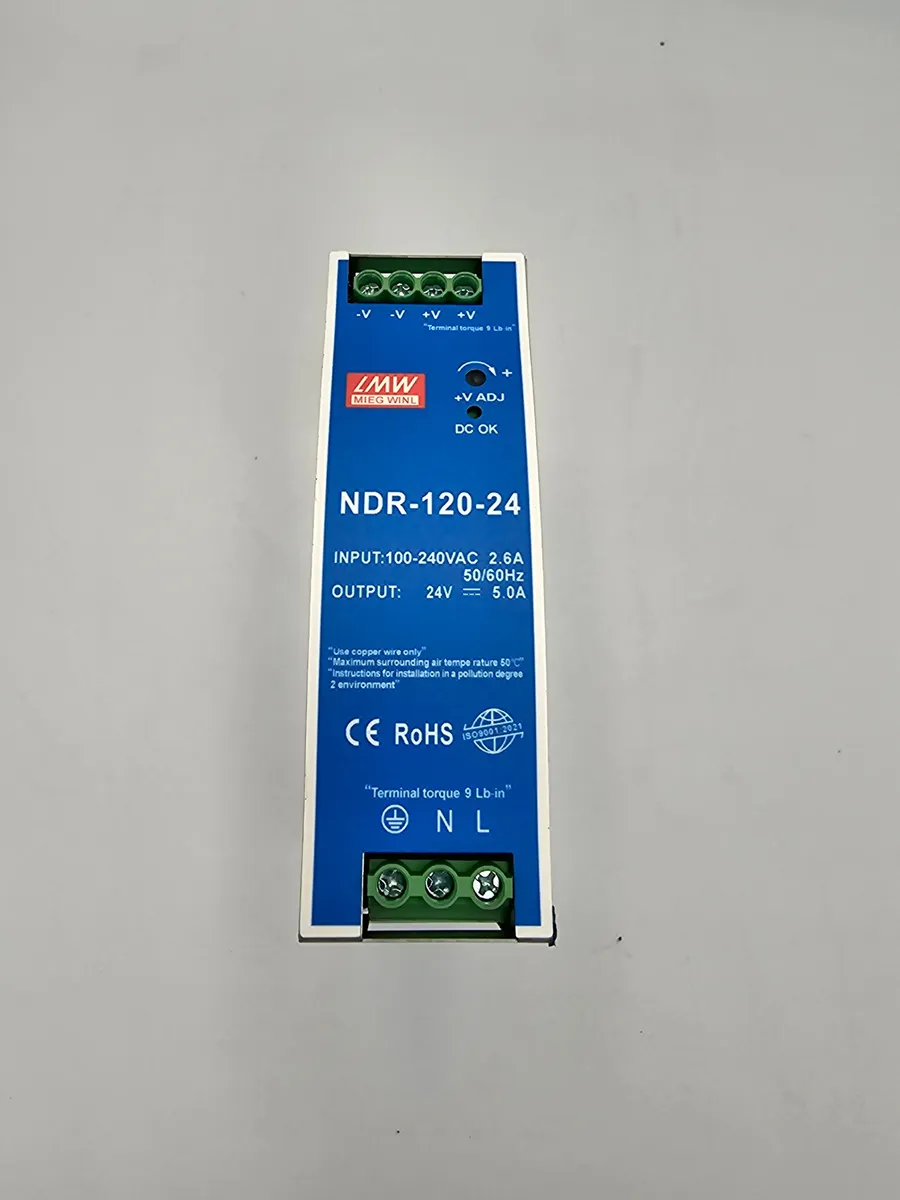 -V -V +V +V
"Terminal torque 9 Lb in"
+
LMW
MIEG WINL
+V ADJ
DC OK
NDR-120-24
INPUT:100-240VAC 2.6A
50/60Hz
OUTPUT: 24V ⎓ 5.0A
"Use copper wire only"
"Maximum surrounding air tempe rature 50℃"
"Instructions for installation in a pollution degree
2 environment"
CE RoHS ISO9001:2021
"Terminal torque 9 Lb-in"
N L